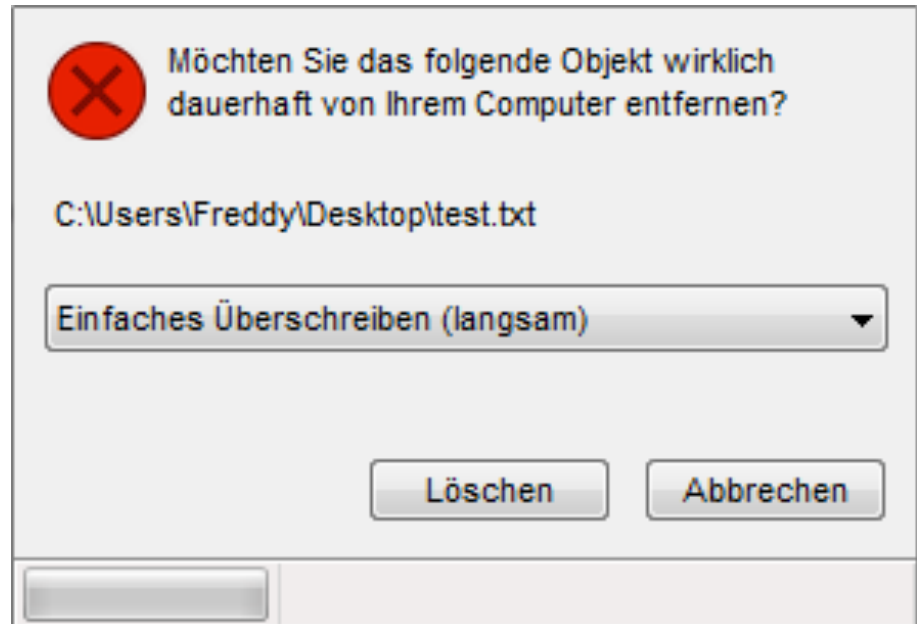 Möchten Sie das folgende Objekt wirklich
dauerhaft von Ihrem Computer entfernen?
C:\Users\Freddy\Desktop\test.txt
Einfaches Überschreiben (langsam)
Löschen
Abbrechen